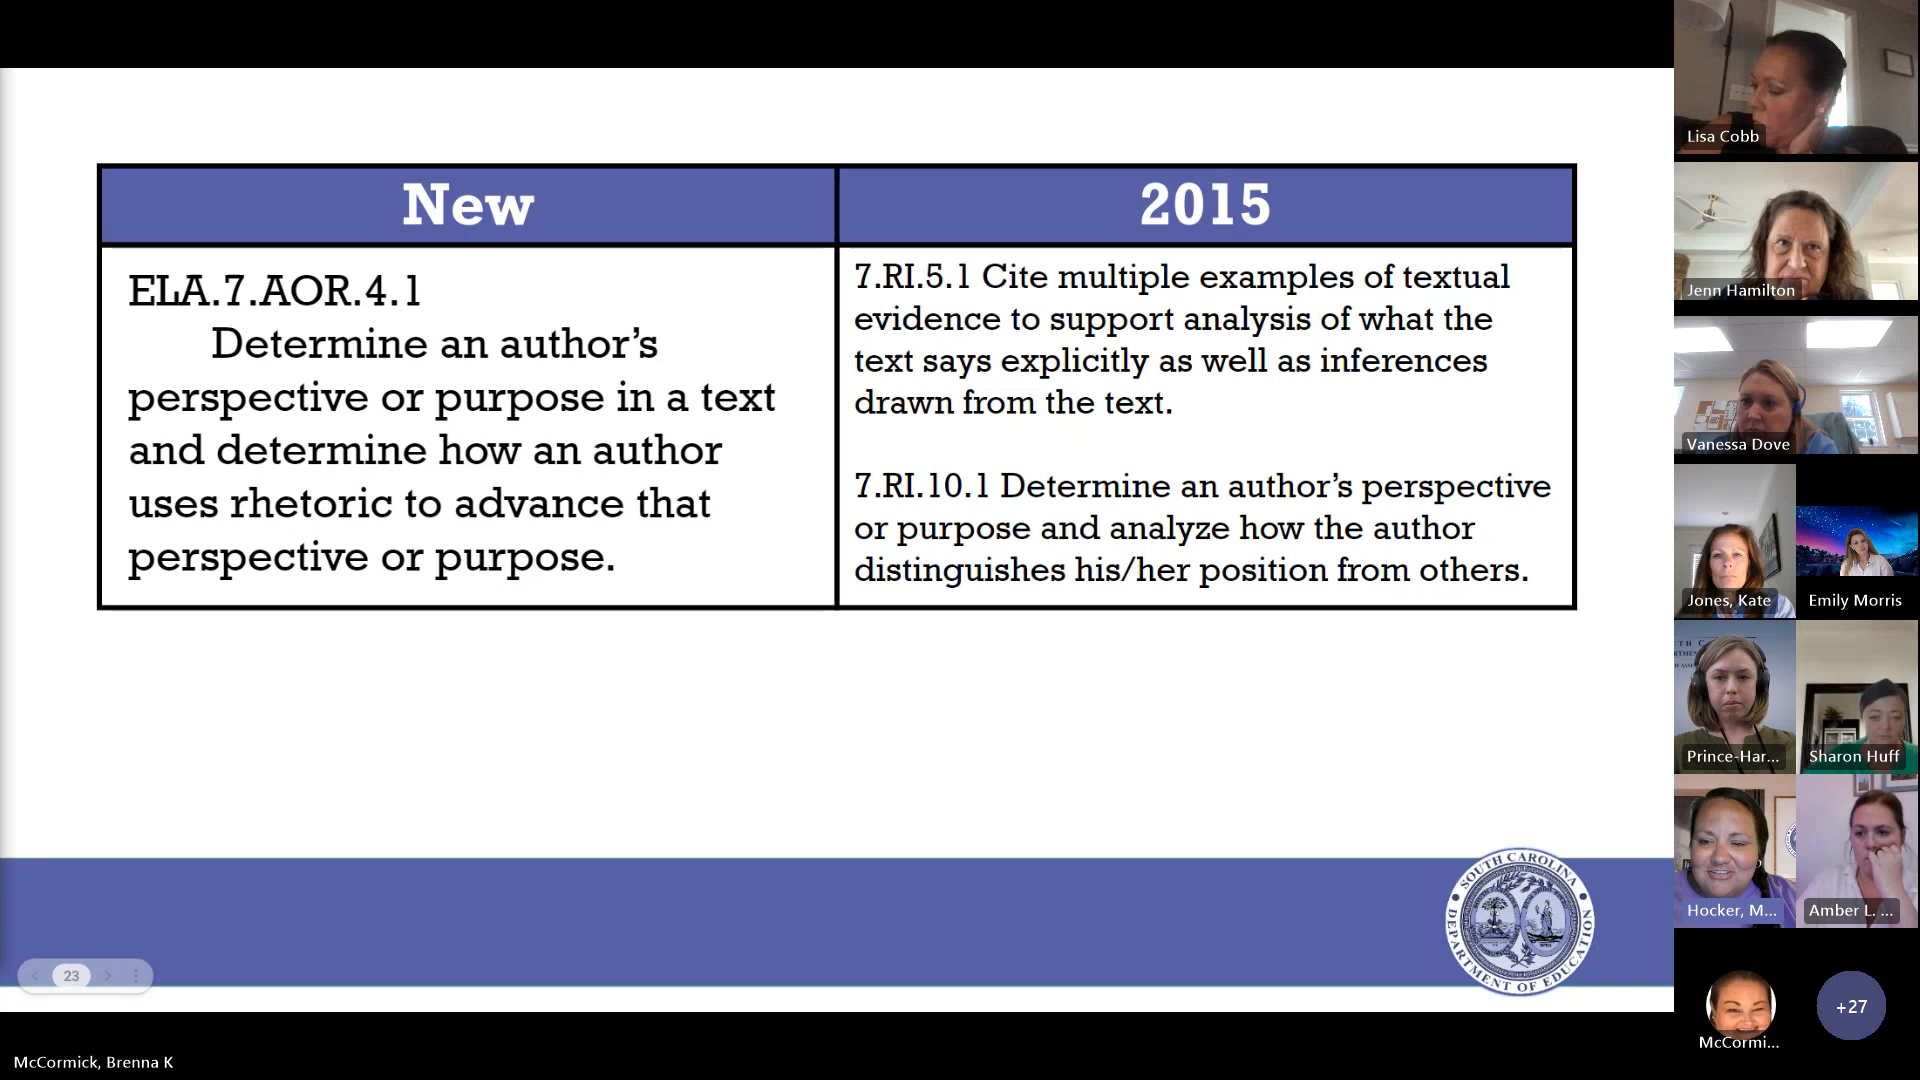 New
2015
ELA.7.AOR.4.1
Determine an author's
perspective or purpose in a text
and determine how an author
uses rhetoric to advance that
perspective or purpose.
7.RI.5.1 Cite multiple examples of textual
evidence to support analysis of what the
text says explicitly as well as inferences
drawn from the text.
7.RI.10.1 Determine an author's perspective
or purpose and analyze how the author
distinguishes his/her position from others.
SOUTH CAROLINA
DEPARTMENT OF EDUCATION
23
McCormick, Brenna K
Lisa Cobb
Jenn Hamilton
Vanessa Dove
Jones, Kate
Emily Morris
Prince-Har...
Sharon Huff
Hocker, M...
Amber L. ...
McCormi...
+27